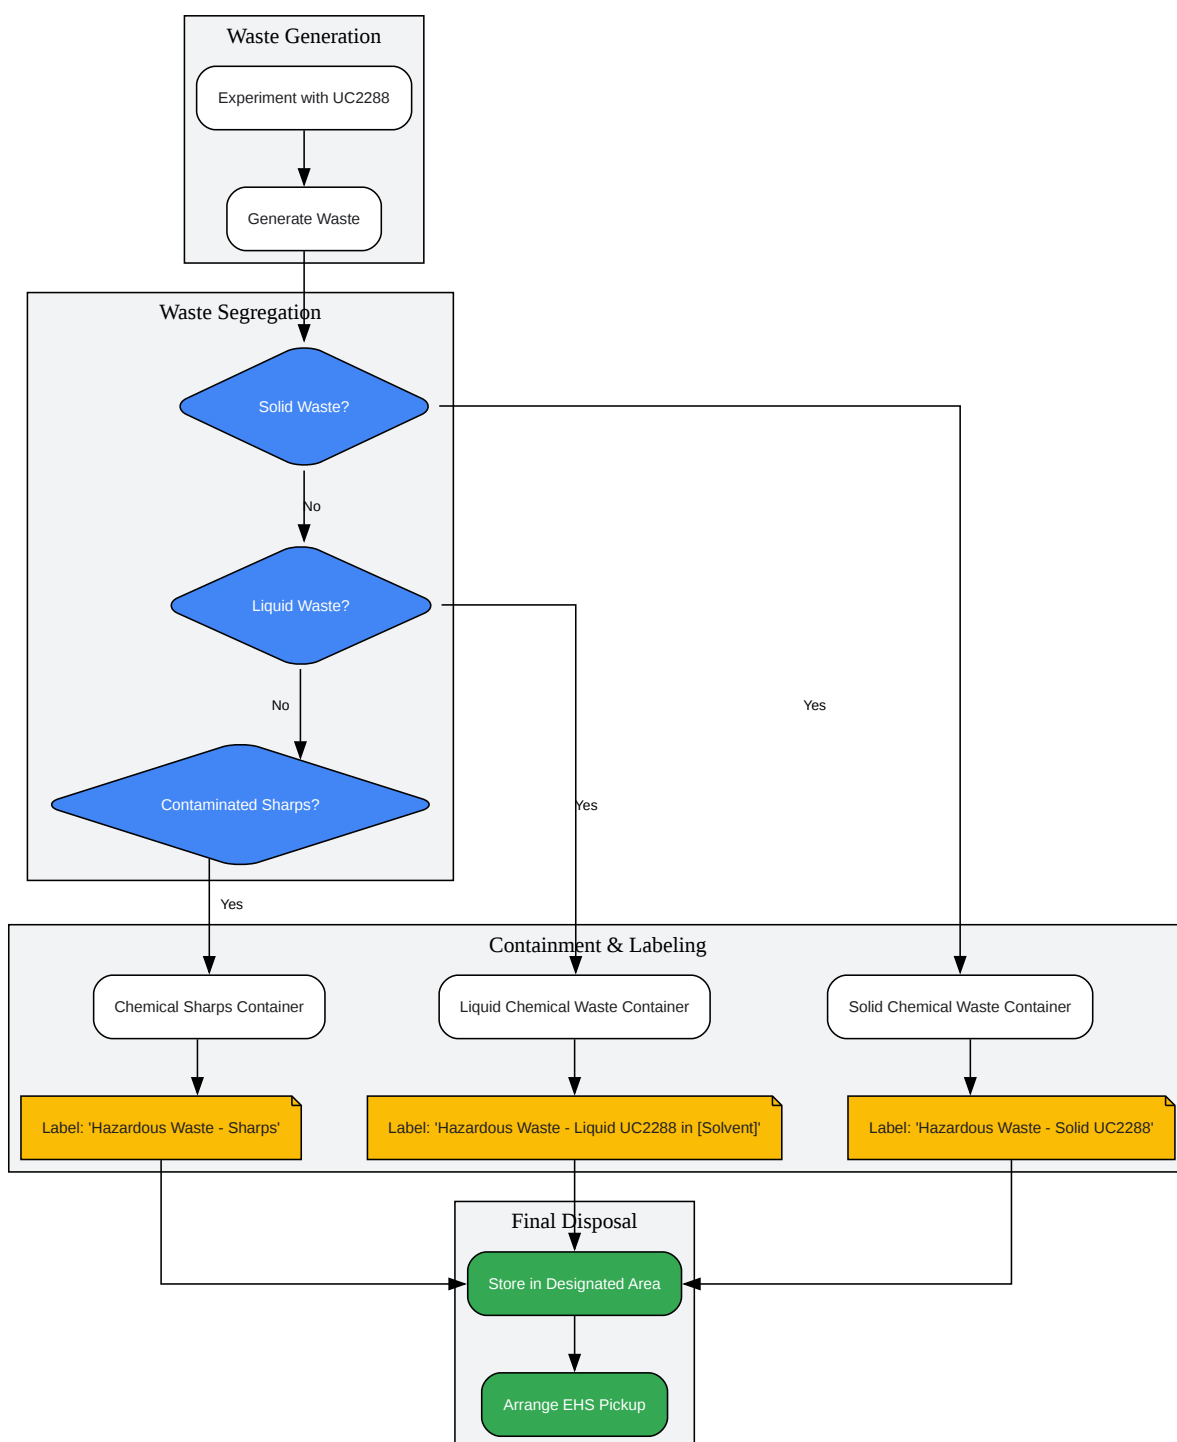 Waste Generation
Experiment with UC2288
Generate Waste
Waste Segregation
Solid Waste?
No
Liquid Waste?
No
Yes
Contaminated Sharps?
Yes
Yes
Containment & Labeling
Chemical Sharps Container
Liquid Chemical Waste Container
Solid Chemical Waste Container
Label: 'Hazardous Waste - Sharps'
Label: 'Hazardous Waste - Liquid UC2288 in [Solvent]'
Label: 'Hazardous Waste - Solid UC2288'
Final Disposal
Store in Designated Area
Arrange EHS Pickup